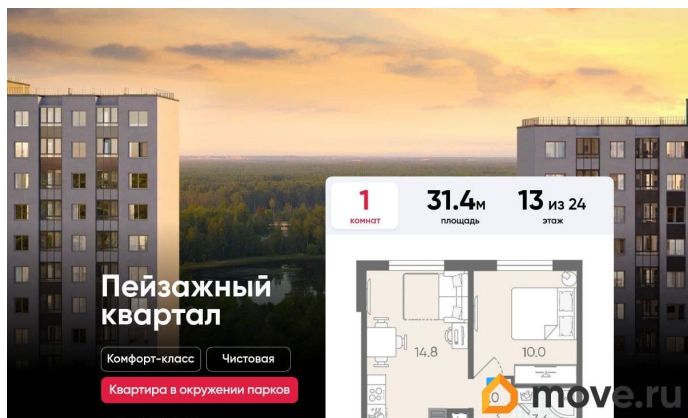 1
комнат
31.4м
площадь
13 из 24
этаж
Пейзажный
квартал
Комфорт-класс
Чистовая
Квартира в окружении парков
14.8
10.0
move.ru